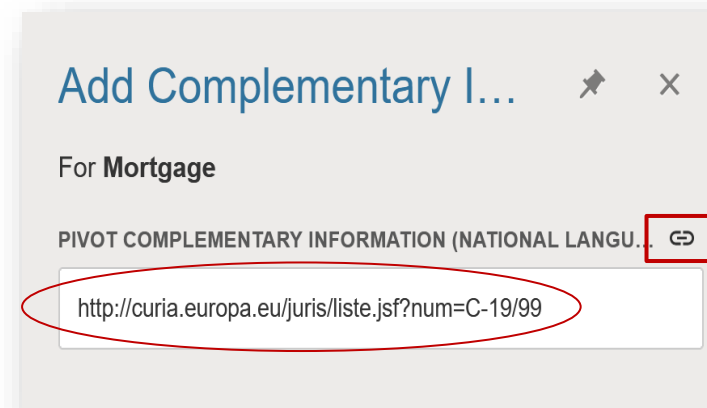 Add Complementary I...
For Mortgage
PIVOT COMPLEMENTARY INFORMATION (NATIONAL LANGU...
http://curia.europa.eu/juris/liste.jsf?num=C-19/99